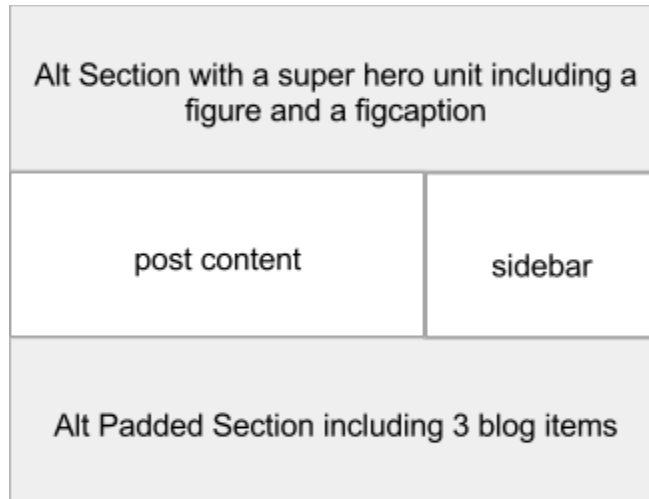 Alt Section with a super hero unit including a
figure and a figcaption
post content
sidebar
Alt Padded Section including 3 blog items